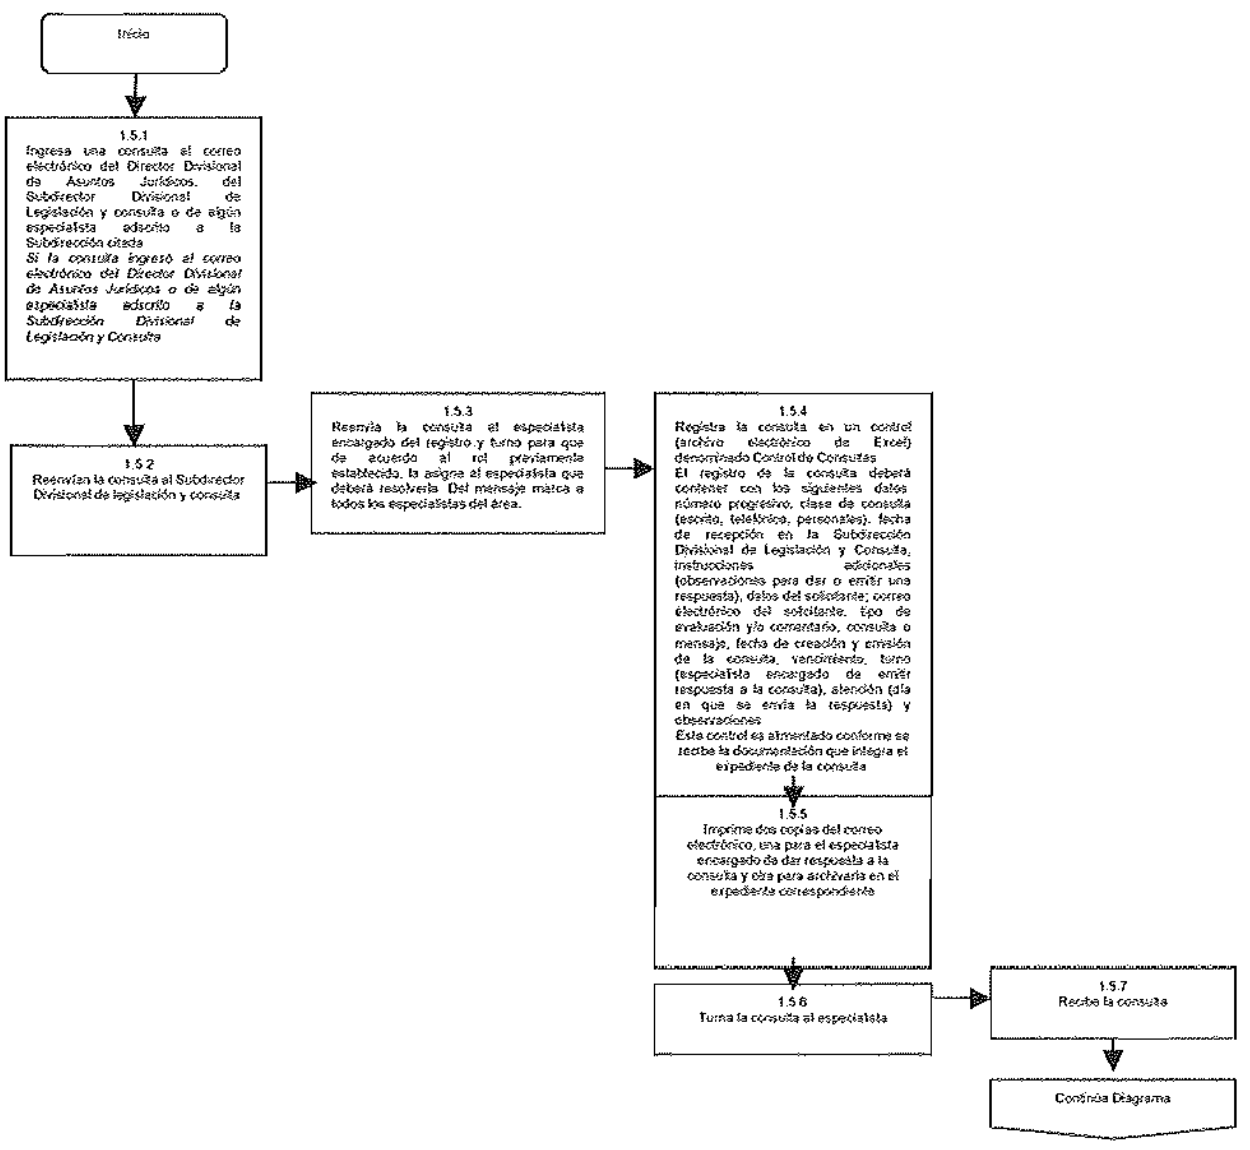 Inicio
1.5.1
Ingresa una consulta al correo
electrónico del Director Divisional
de Asuntos Jurídicos, del
Subdirector Divisional de
Legislación y consulta o de algún
especialista adscrito a la
Subdirección citada
Si la consulta ingresó al correo
electrónico del Director Divisional
de Asuntos Jurídicos o de algún
especialista adscrito a la
Subdirección Divisional de
Legislación y Consulta
1.5.2
Reenvían la consulta al Subdirector
Divisional de legislación y consulta
1.5.3
Reenvía la consulta al especialista
encargado del registro y turno para que
de acuerdo al rol previamente
establecido, la asigne al especialista que
deberá resolverla. Del mensaje marca a
todos los especialistas del área.
1.5.4
Registra la consulta en un control
(archivo electrónico de Excel)
denominado Control de Consultas
El registro de la consulta deberá
contener con los siguientes datos
número progresivo, clase de consulta
(escrito, telefónico, personales), fecha
de recepción en la Subdirección
Divisional de Legislación y Consulta,
instrucciones adicionales
(observaciones para dar o emitir una
respuesta), datos del solicitante; correo
electrónico del solicitante, tipo de
evaluación y/o comentario, consulta o
mensaje, fecha de creación y emisión
de la consulta, vencimiento, turno
(especialista encargado de emitir
respuesta a la consulta), atención (día
en que se envía la respuesta) y
observaciones
Este control es alimentado conforme se
recibe la documentación que integra el
expediente de la consulta
1.5.5
Imprime dos copias del correo
electrónico, una para el especialista
encargado de dar respuesta a la
consulta y otra para archivarla en el
expediente correspondiente
1.5.6
Turna la consulta al especialista
1.5.7
Recibe la consulta
Continúa Diagrama